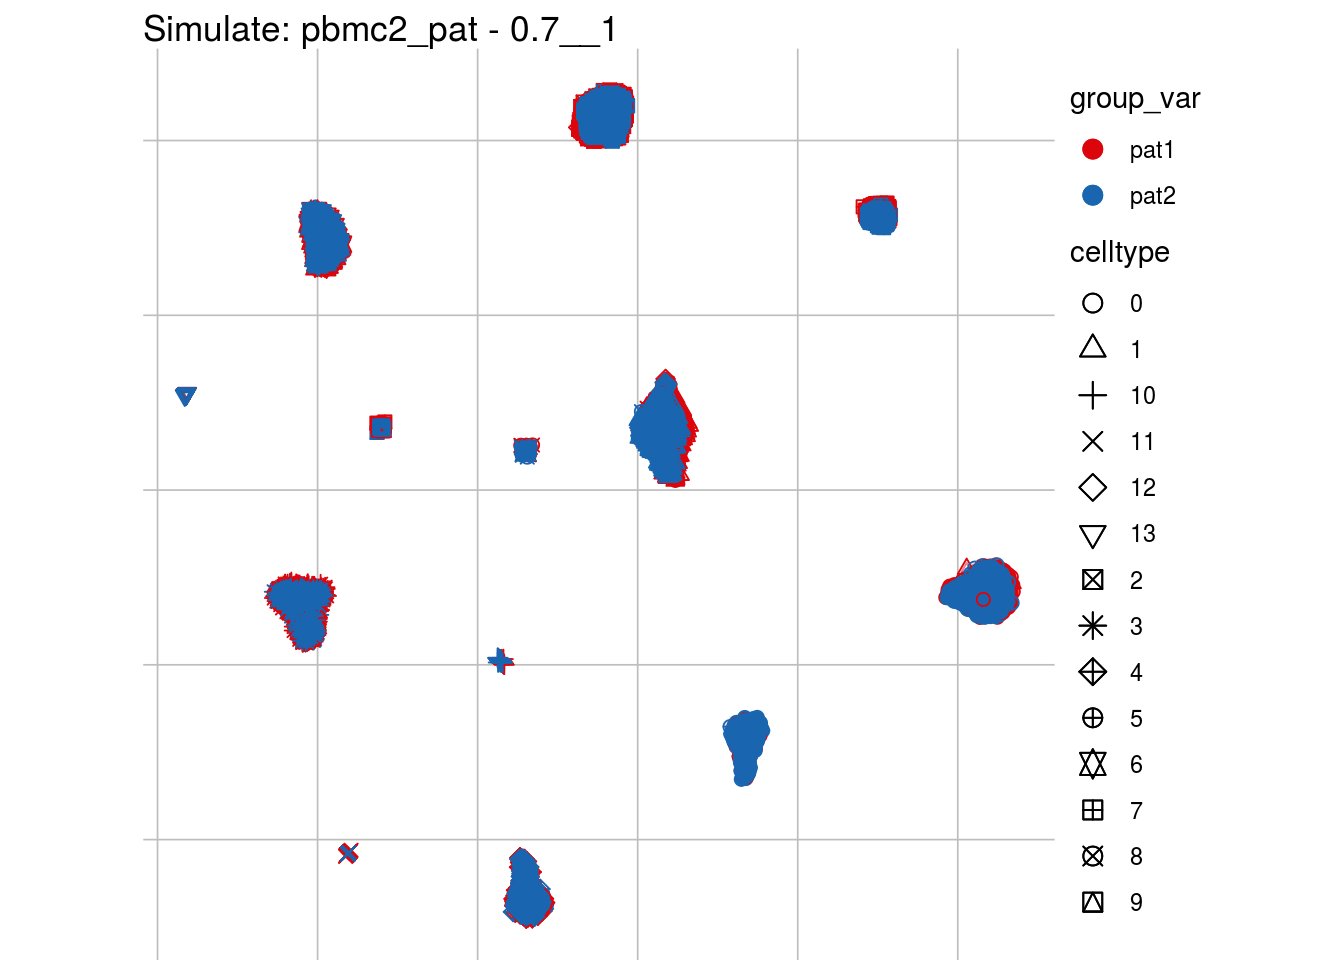 Simulate: pbmc2_pat - 0.7__1
group_var
pat1
pat2
celltype
0
1
10
11
12
13
2
3
4
5
6
7
8
9